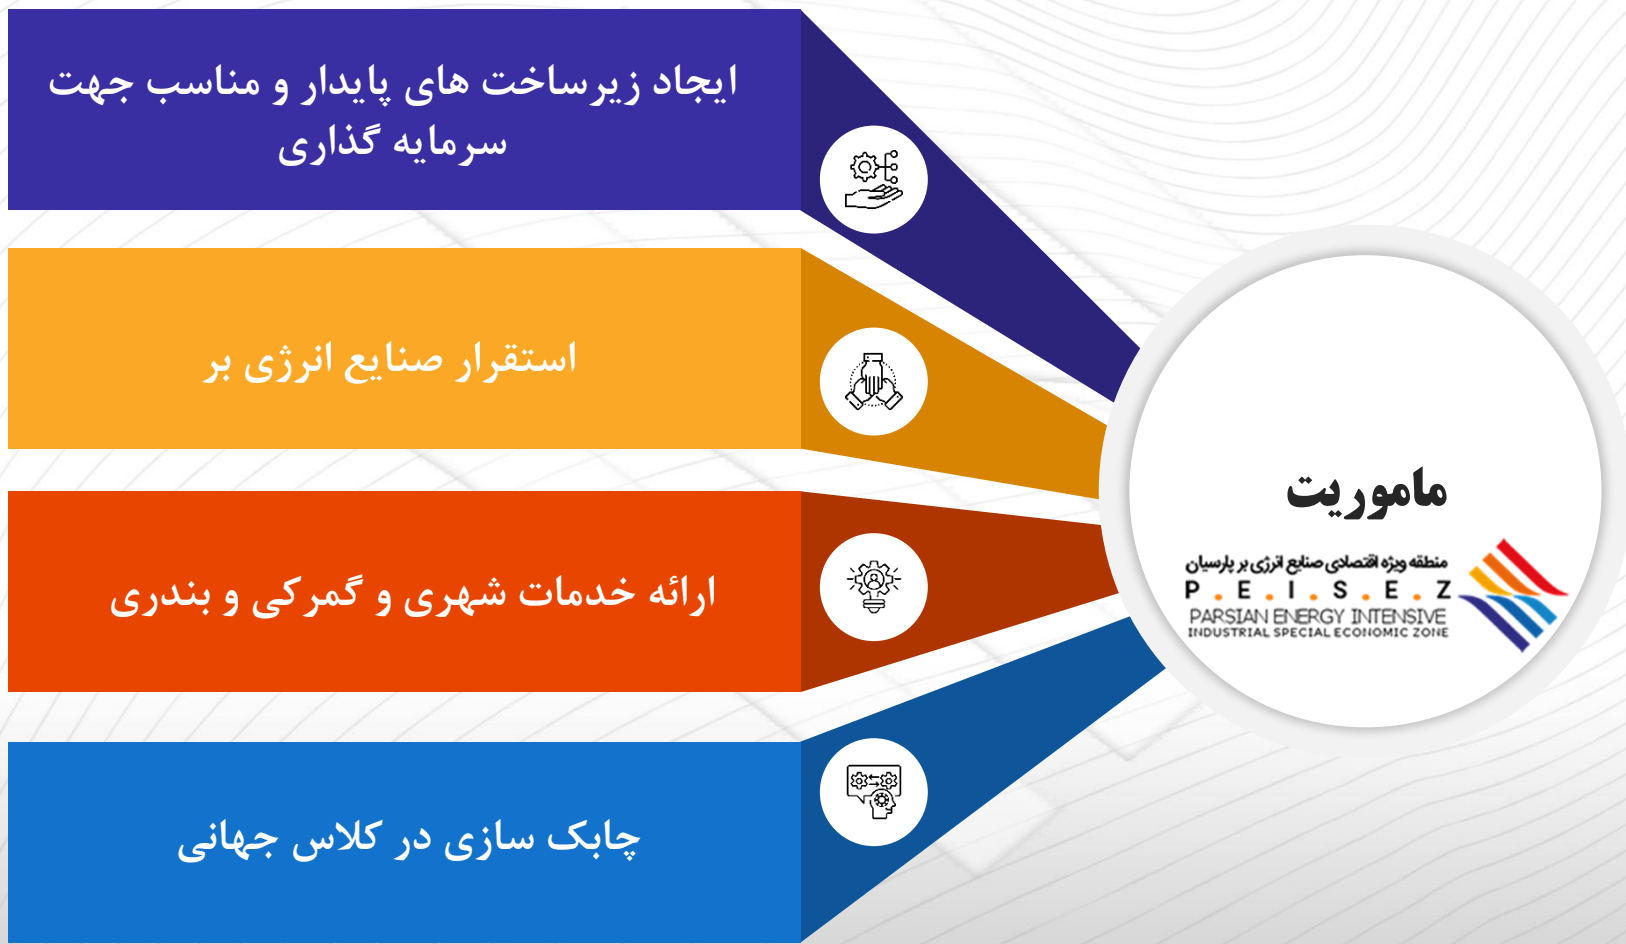 ماموریت
منطقه ویژه اقتصادی صنایع انرژی بر پارسیان
P . E . I . S . E . Z
PARSIAN ENERGY INTENSIVE
INDUSTRIAL SPECIAL ECONOMIC ZONE
ایجاد زیرساخت های پایدار و مناسب جهت
سرمایه گذاری
استقرار صنایع انرژی بر
ارائه خدمات شهری و گمرکی و بندری
چابک سازی در کلاس جهانی